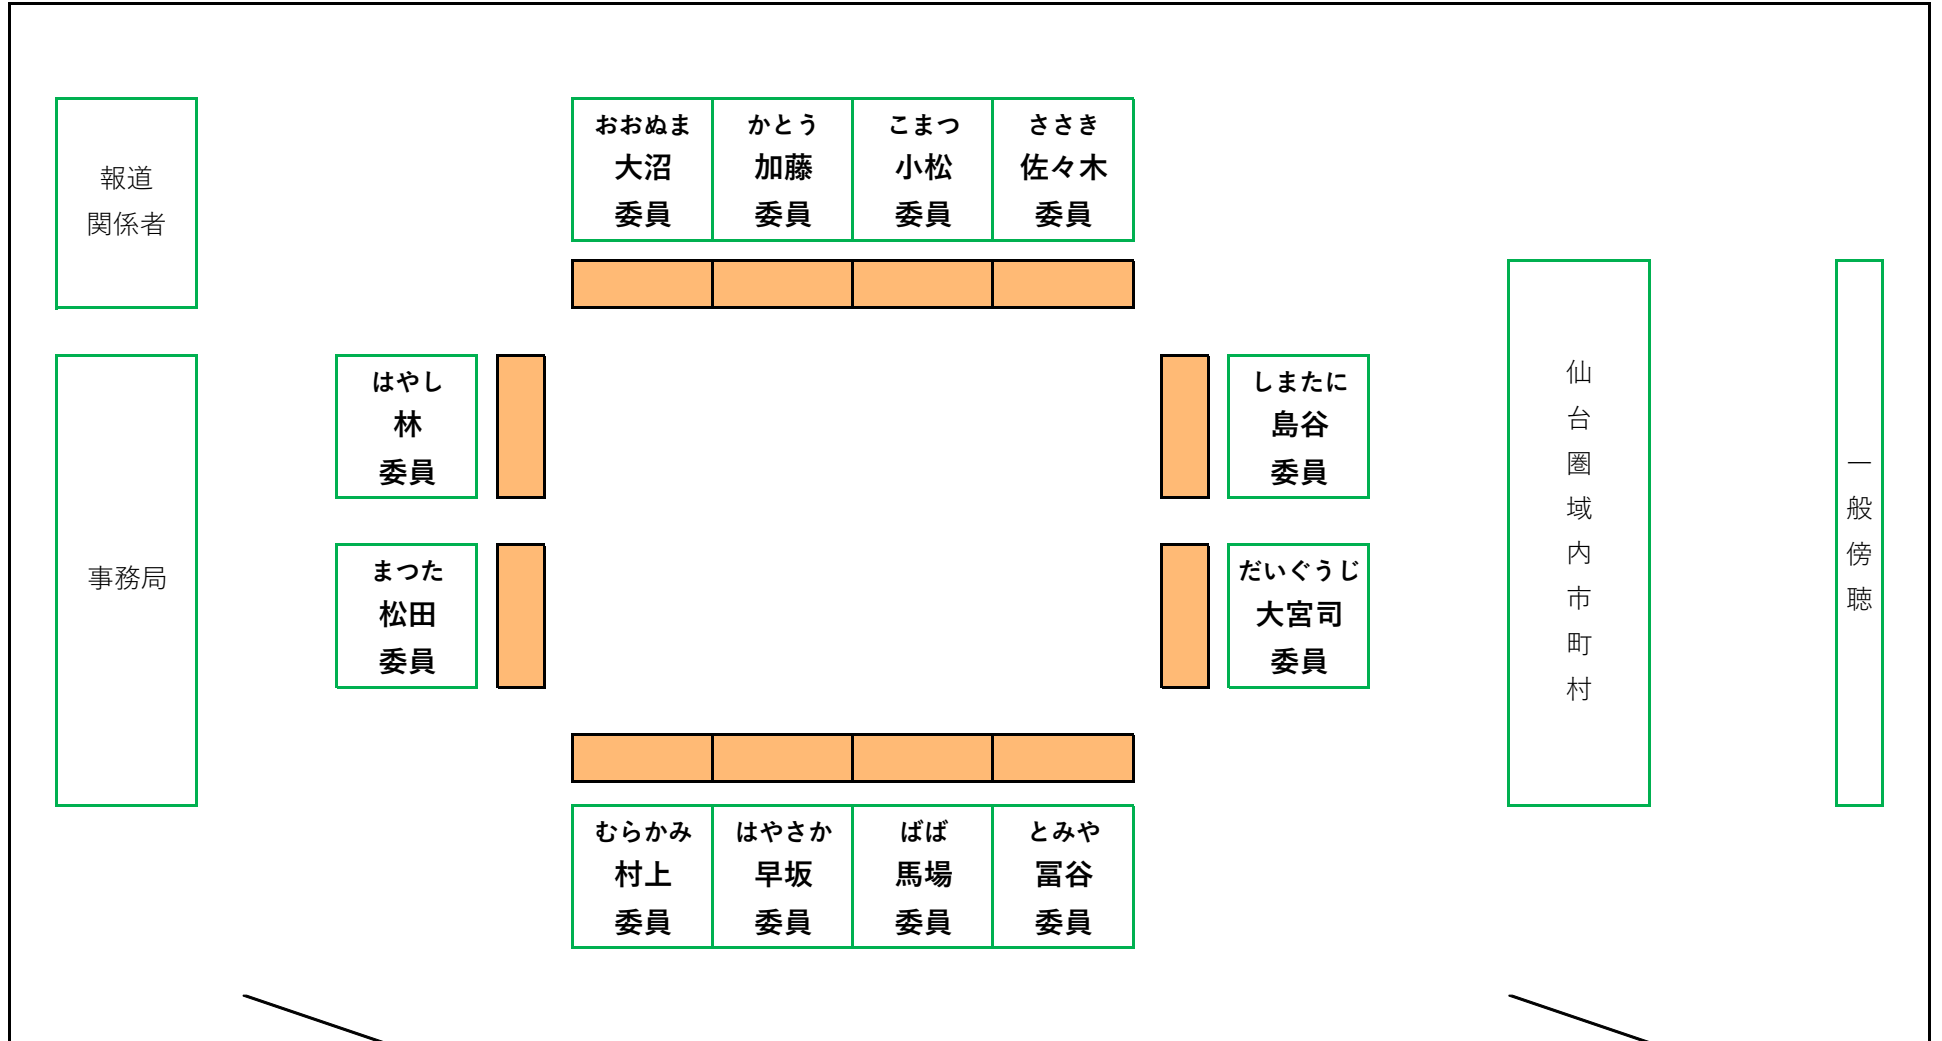 報道
関係者
おおぬま
大沼
委員
かとう
加藤
委員
こまつ
小松
委員
ささき
佐々木
委員
はやし
林
委員
しまたに
島谷
委員
事務局
まつた
松田
委員
だいぐうじ
大宮司
委員
仙台圏域内市町村
一般傍聴
むらかみ
村上
委員
はやさか
早坂
委員
ばば
馬場
委員
とみや
冨谷
委員